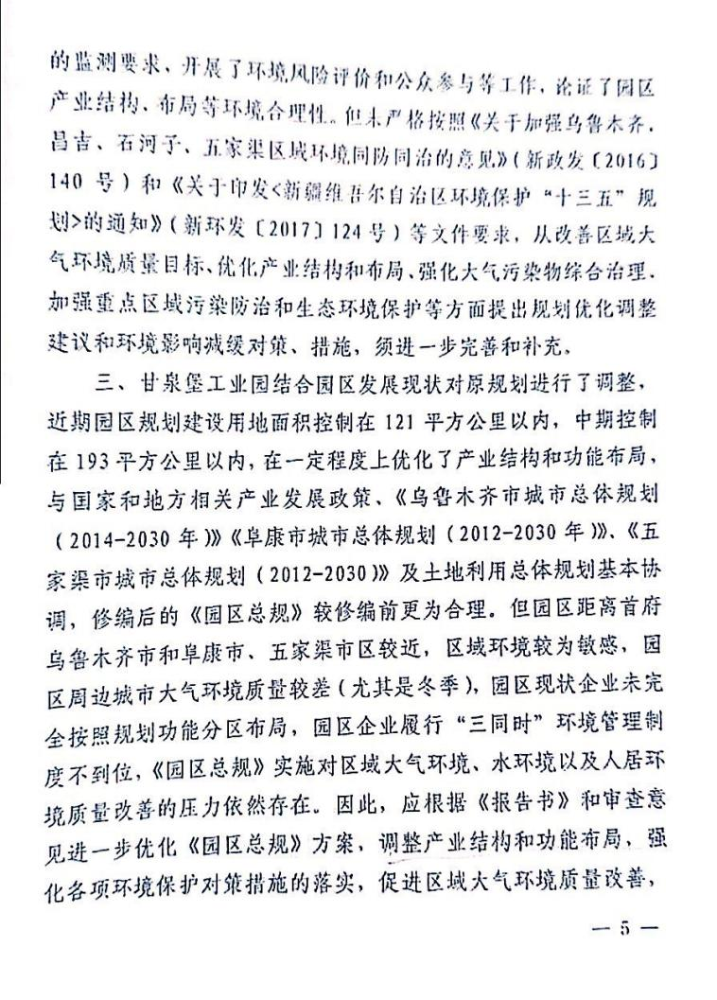 的监测要求、开展了环境风险评价和公众参与等工作，论证了园区
产业结构、布局等环境合理性。但未严格按照《关于加强乌鲁木齐、
昌吉、石河子、五家渠区域环境同防同治的意见》（新政发〔2016〕
140 号）和《关于印发<新疆维吾尔自治区环境保护“十三五”规
划>的通知》（新环发〔2017〕124 号）等文件要求，从改善区域大
气环境质量目标、优化产业结构和布局、强化大气污染物综合治理、
加强重点区域污染防治和生态环境保护等方面提出规划优化调整
建议和环境影响减缓对策、措施，须进一步完善和补充。
三、甘泉堡工业园结合园区发展现状对原规划进行了调整，
近期园区规划建设用地面积控制在 121 平方公里以内，中期控制
在 193 平方公里以内，在一定程度上优化了产业结构和功能布局，
与国家和地方相关产业发展政策、《乌鲁木齐市城市总体规划
（2014-2030 年）》《阜康市城市总体规划（2012-2030 年）》、《五
家渠市城市总体规划（2012-2030）》及土地利用总体规划基本协
调，修编后的《园区总规》较修编前更为合理。但园区距离首府
乌鲁木齐市和阜康市、五家渠市区较近，区域环境较为敏感，园
区周边城市大气环境质量较差（尤其是冬季），园区现状企业未完
全按照规划功能分区布局，园区企业履行“三同时”环境管理制
度不到位，《园区总规》实施对区域大气环境、水环境以及人居环
境质量改善的压力依然存在。因此，应根据《报告书》和审查意
见进一步优化《园区总规》方案，调整产业结构和功能布局，强
化各项环境保护对策措施的落实，促进区域大气环境质量改善，
— 5 —